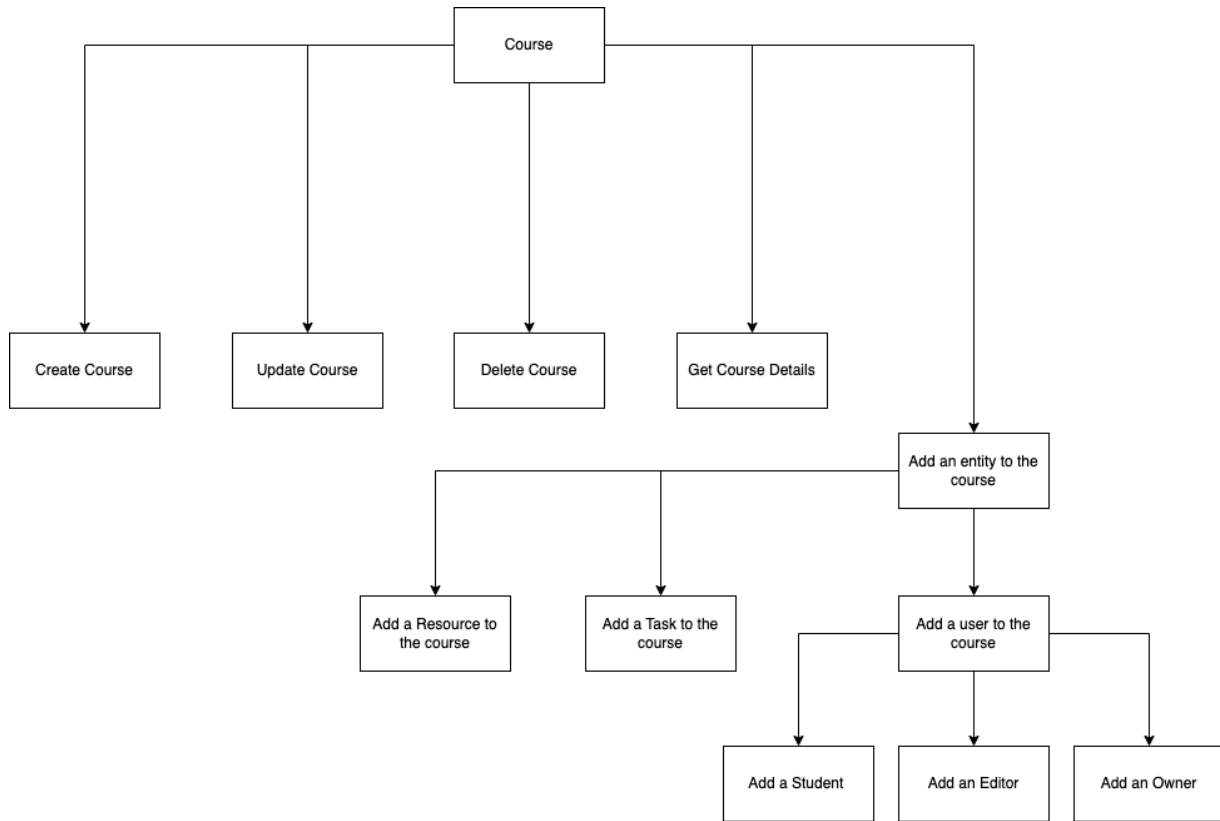 Course
Create Course
Update Course
Delete Course
Get Course Details
Add an entity to the
course
Add a Resource to
the course
Add a Task to the
course
Add a user to the
course
Add a Student
Add an Editor
Add an Owner